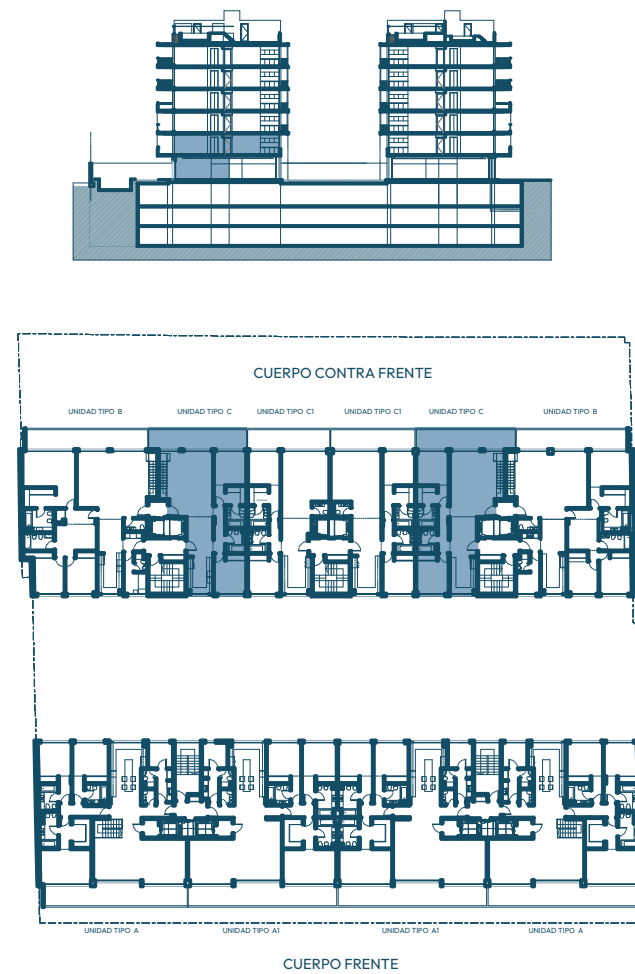 CUERPO CONTRA FRENTE
UNIDAD TIPO B
UNIDAD TIPO C
UNIDAD TIPO C1
UNIDAD TIPO C1
UNIDAD TIPO C
UNIDAD TIPO B
UNIDAD TIPO A
UNIDAD TIPO A1
UNIDAD TIPO A1
UNIDAD TIPO A
CUERPO FRENTE